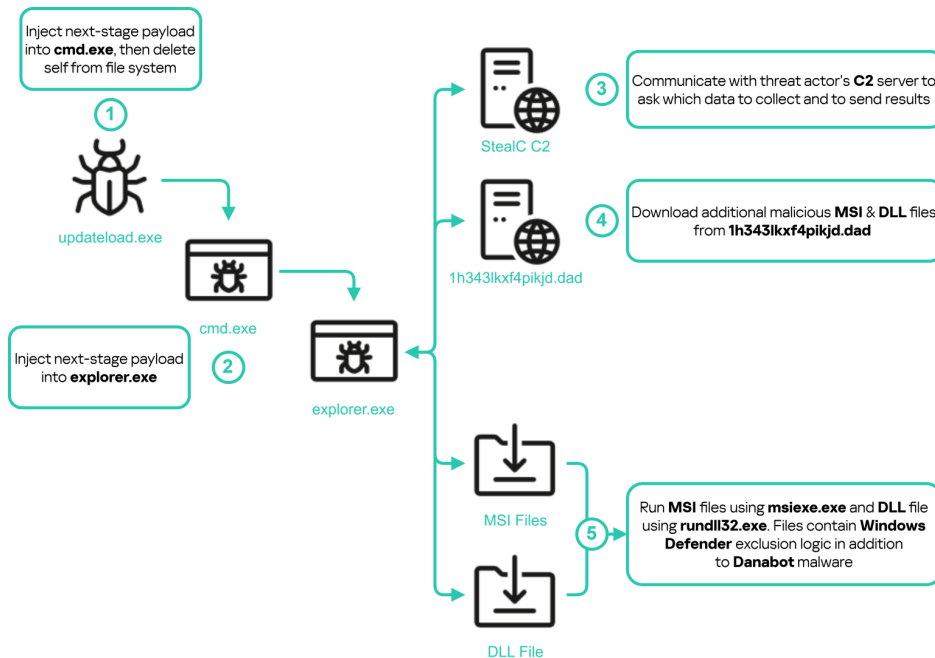 Inject next-stage payload
into cmd.exe, then delete
self from file system
1
updateload.exe
cmd.exe
Inject next-stage payload
into explorer.exe
2
explorer.exe
StealC C2
3
Communicate with threat actor's C2 server to
ask which data to collect and to send results
1h343lkxf4pikjd.dad
4
Download additional malicious MSI & DLL files
from 1h343lkxf4pikjd.dad
MSI Files
DLL File
5
Run MSI files using msiexe.exe and DLL file
using rundll32.exe. Files contain Windows
Defender exclusion logic in addition
to Danabot malware